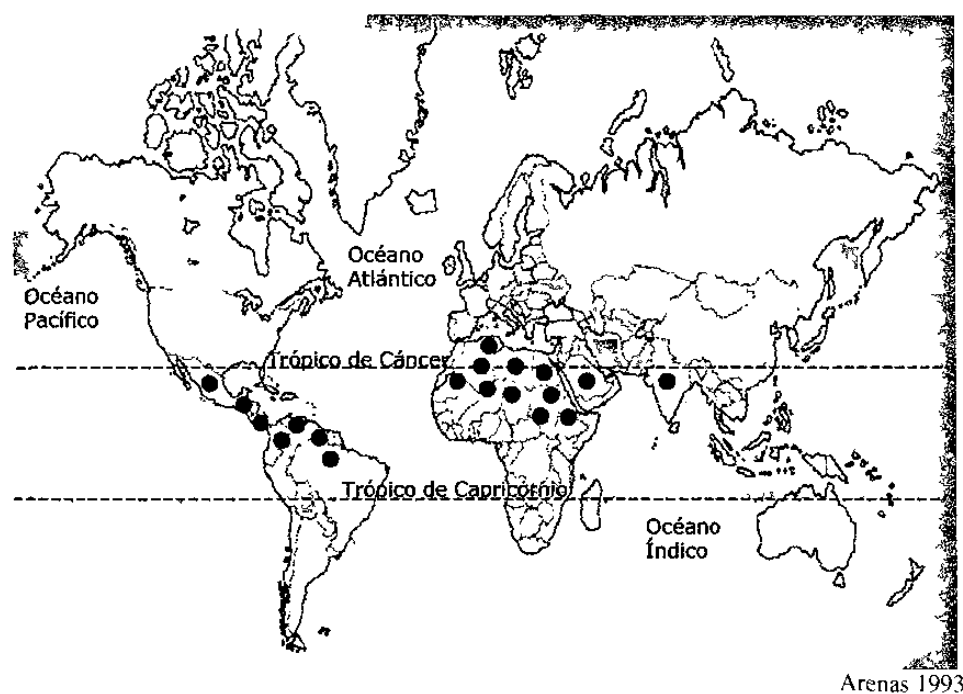 Océano
Atlántico
Océano
Pacífico
Trópico de Cáncer
Trópico de Capricornio
Océano
Índico
Arenas 1993